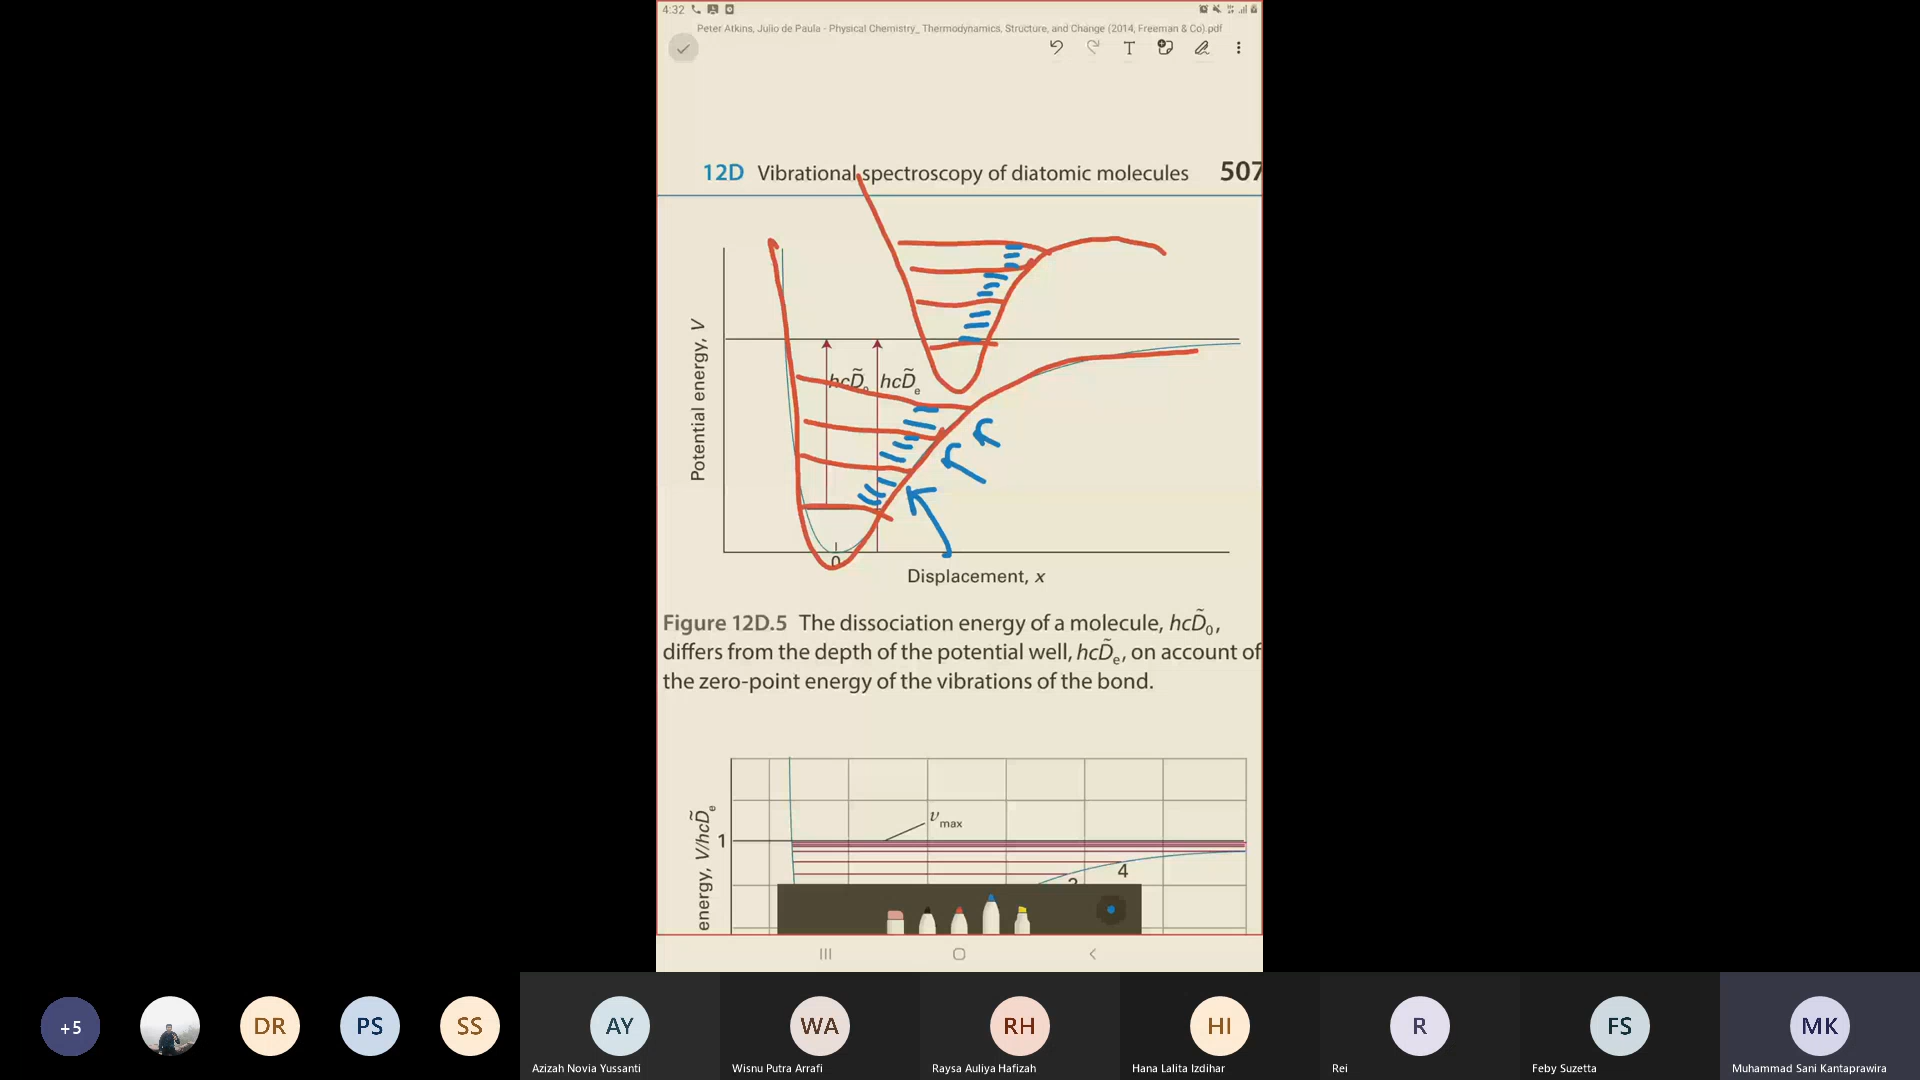 4:32
Peter Atkins, Julio de Paula - Physical Chemistry_ Thermodynamics, Structure, and Change (2014, Freeman & Co).pdf
12D Vibrational spectroscopy of diatomic molecules 507
Potential energy, V
hcD̃ₑ
0
Displacement, x
Figure 12D.5 The dissociation energy of a molecule, hcD̃₀,
differs from the depth of the potential well, hcD̃ₑ, on account of
the zero-point energy of the vibrations of the bond.
energy, V/hcD̃ₑ
1
υmax
4
+5
DR
PS
SS
AY
WA
RH
HI
R
FS
MK
Azizah Novia Yussanti
Wisnu Putra Arrafi
Raysa Auliya Hafizah
Hana Lalita Izdihar
Rei
Feby Suzetta
Muhammad Sani Kantaprawira